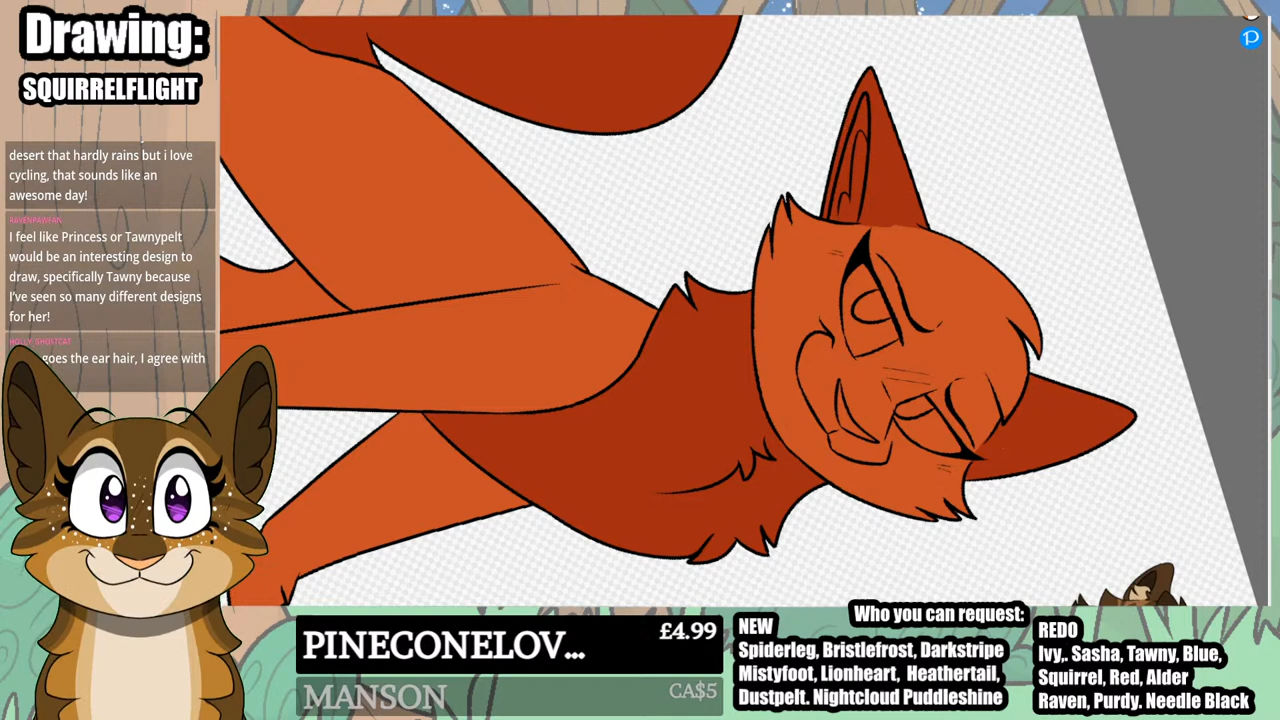 Drawing:
SQUIRRELFLIGHT
desert that hardly rains but i love
cycling, that sounds like an
awesome day!
RAVENPAWFAN
I feel like Princess or Tawnypelt
would be an interesting design to
draw, specifically Tawny because
I've seen so many different designs
for her!
HOLLY GHOSTCAT
goes the ear hair, I agree with
PINECONELOV... £4.99
MANSON CA$5
Who you can request:
NEW
Spiderleg, Bristlefrost, Darkstripe
Mistyfoot, Lionheart, Heathertail,
Dustpelt. Nightcloud Puddleshine
REDO
Ivy,. Sasha, Tawny, Blue,
Squirrel, Red, Alder
Raven, Purdy. Needle Black